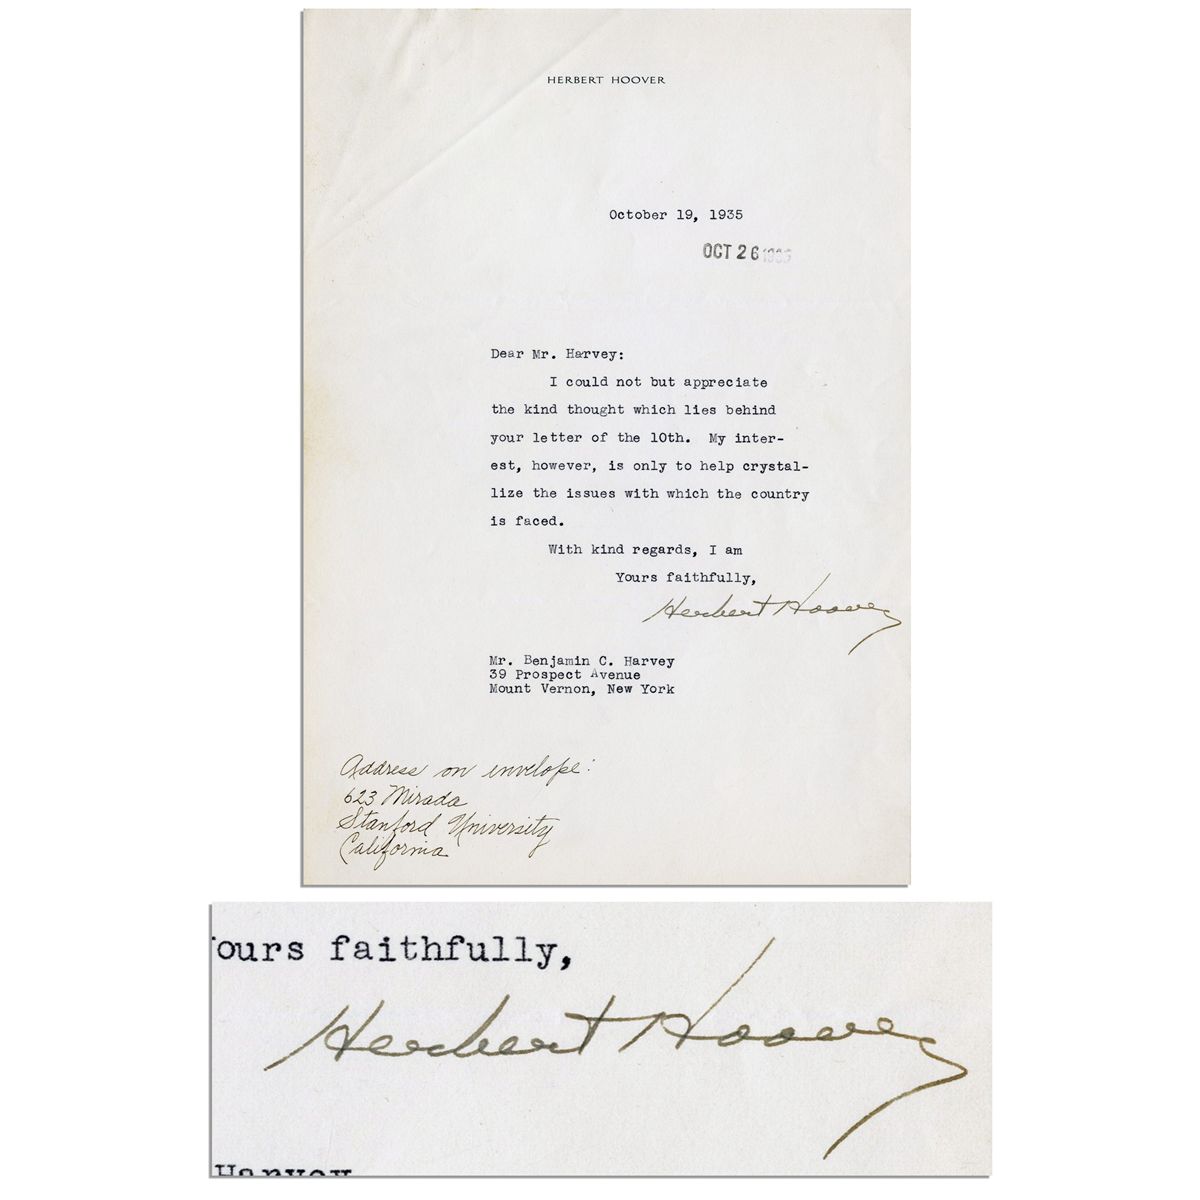 HERBERT HOOVER
October 19, 1935
OCT 26 1935
Dear Mr. Harvey:
I could not but appreciate
the kind thought which lies behind
your letter of the 10th. My inter-
est, however, is only to help crystal-
lize the issues with which the country
is faced.
With kind regards, I am
Yours faithfully,
Herbert Hoover
Mr. Benjamin C. Harvey
39 Prospect Avenue
Mount Vernon, New York
Address on envelope:
623 Mirada
Stanford University
California
Yours faithfully,
Herbert Hoover
Harvey